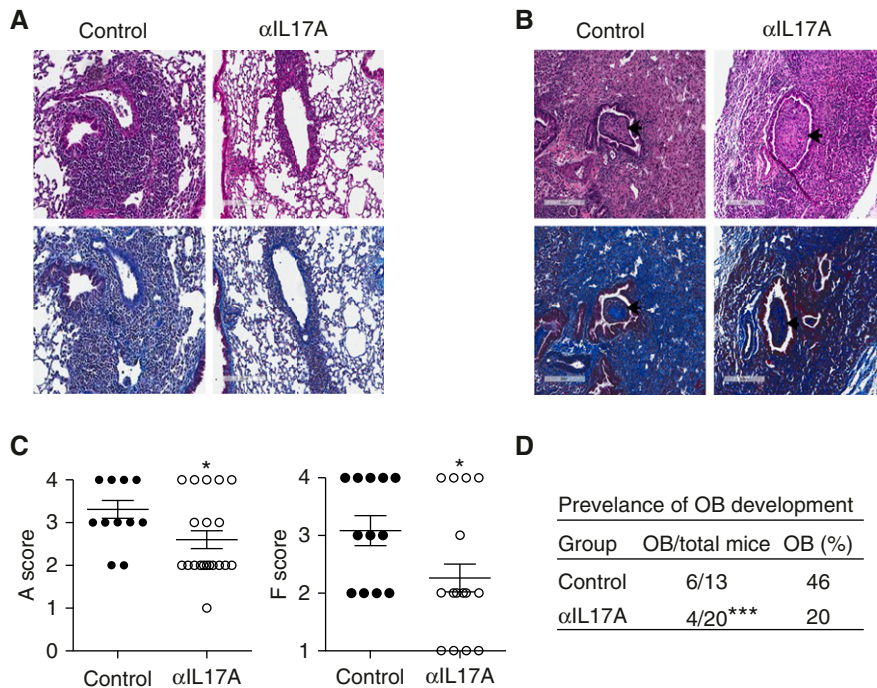 A
Control
αIL17A
B
Control
αIL17A
C
4
3
2
1
0
A score
*
Control
αIL17A
4
3
2
1
F score
*
Control
αIL17A
D
Prevelance of OB development
Group OB/total mice OB (%)
Control 6/13 46
αIL17A 4/20*** 20